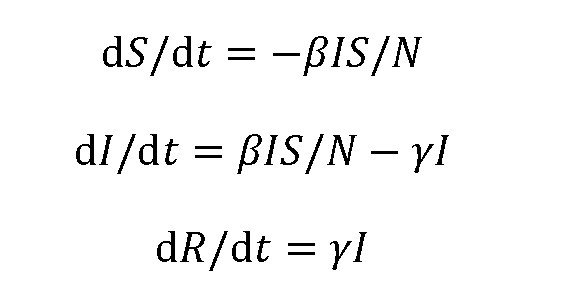 dS/dt = −βIS/N
dI/dt = βIS/N − γI
dR/dt = γI